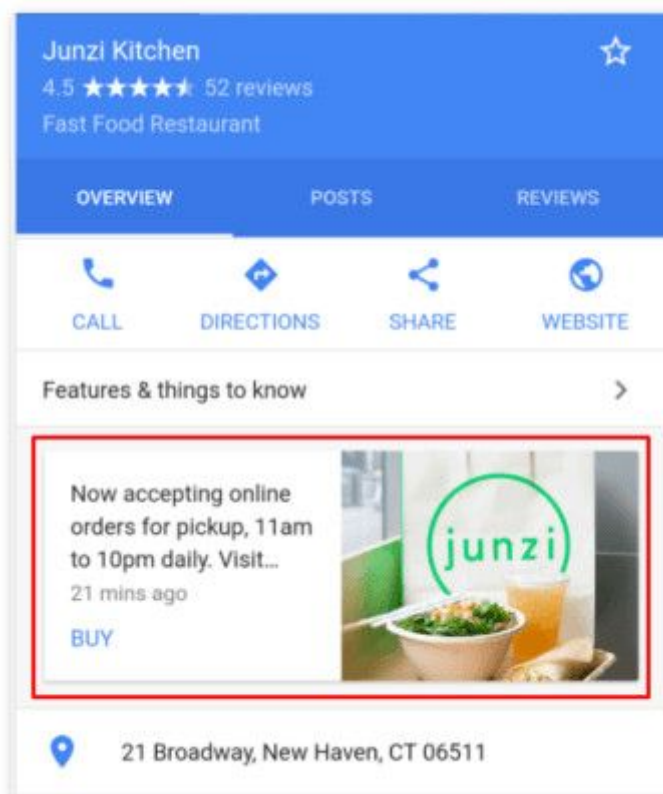 Junzi Kitchen
4.5 ★★★★★ 52 reviews
Fast Food Restaurant
OVERVIEW POSTS REVIEWS
CALL DIRECTIONS SHARE WEBSITE
Features & things to know
Now accepting online
orders for pickup, 11am
to 10pm daily. Visit...
21 mins ago
BUY
junzi
21 Broadway, New Haven, CT 06511